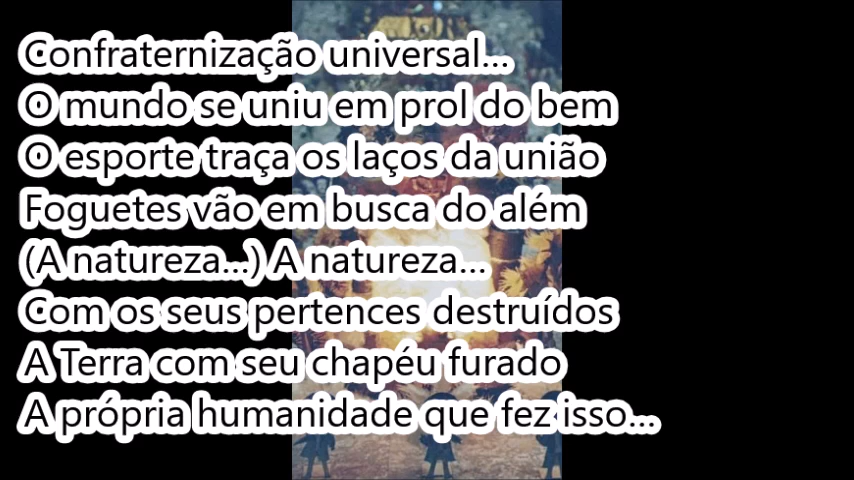 Confraternização universal...
O mundo se uniu em prol do bem
O esporte traça os laços da união
Foguetes vão em busca do além
(A natureza...) A natureza...
Com os seus pertences destruídos
A Terra com seu chapéu furado
A própria humanidade que fez isso...